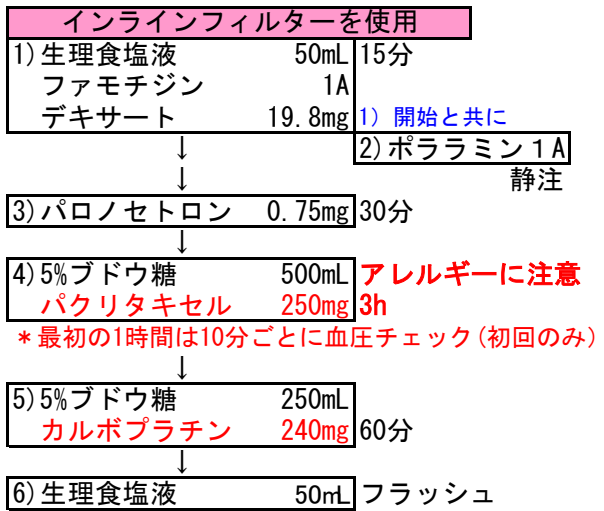 インラインフィルターを使用
1)生理食塩液 50mL 15分
ファモチジン 1A
デキサート 19.8mg 1) 開始と共に
↓ 2)ポララミン１A
↓ 静注
3)パロノセトロン 0.75mg 30分
↓
4)5%ブドウ糖 500mL アレルギーに注意
パクリタキセル 250mg 3h
＊最初の1時間は10分ごとに血圧チェック(初回のみ)
↓
5)5%ブドウ糖 250mL
カルボプラチン 240mg 60分
↓
6)生理食塩液 50mL フラッシュ